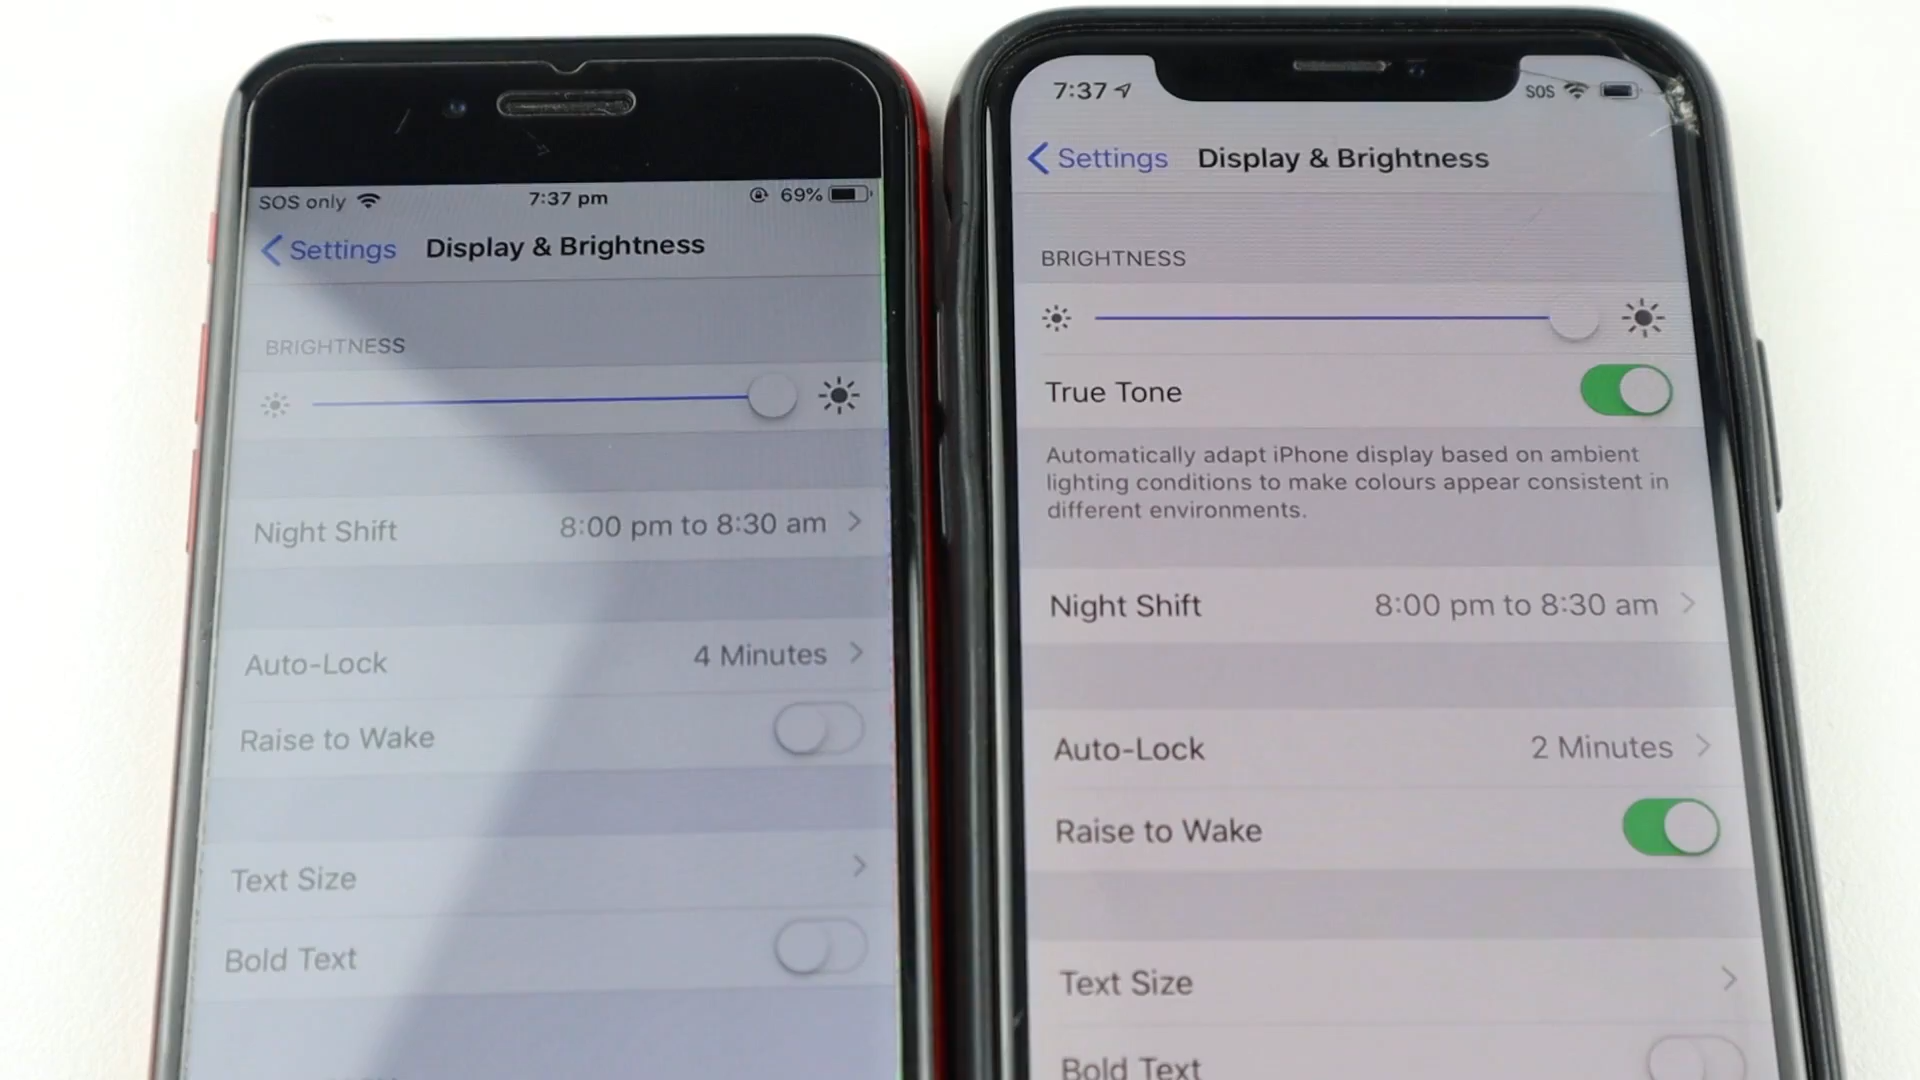 SOS only 7:37 pm 69%
Settings Display & Brightness
BRIGHTNESS
Night Shift 8:00 pm to 8:30 am
Auto-Lock 4 Minutes
Raise to Wake
Text Size
Bold Text
7:37 SOS
Settings Display & Brightness
BRIGHTNESS
True Tone
Automatically adapt iPhone display based on ambient
lighting conditions to make colours appear consistent in
different environments.
Night Shift 8:00 pm to 8:30 am
Auto-Lock 2 Minutes
Raise to Wake
Text Size
Bold Text